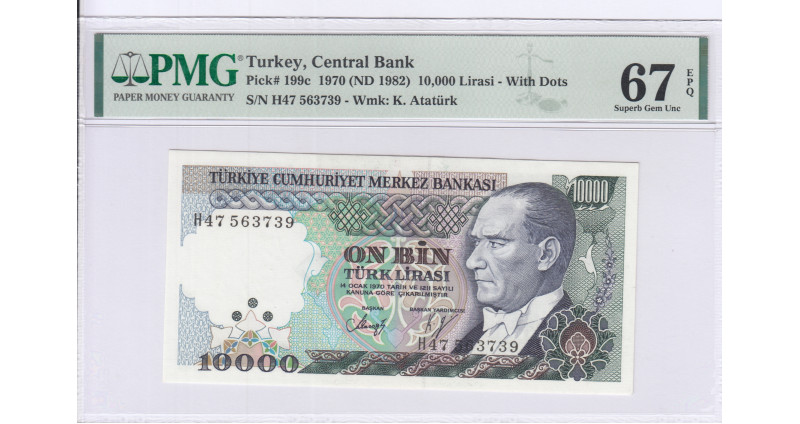 PMG®
PAPER MONEY GUARANTY
Turkey, Central Bank
Pick# 199c 1970 (ND 1982) 10,000 Lirasi - With Dots
S/N H47 563739 - Wmk: K. Atatürk
67 EPQ
Superb Gem Unc
TÜRKİYE CUMHURİYET MERKEZ BANKASI
10000
H47 563739
ON BİN
TÜRK LİRASI
14 OCAK 1970 TARİH VE 1211 SAYILI
KANUNA GÖRE ÇIKARILMIŞTIR
BAŞKAN BAŞKAN YARDIMCISI
H47 563739
10000